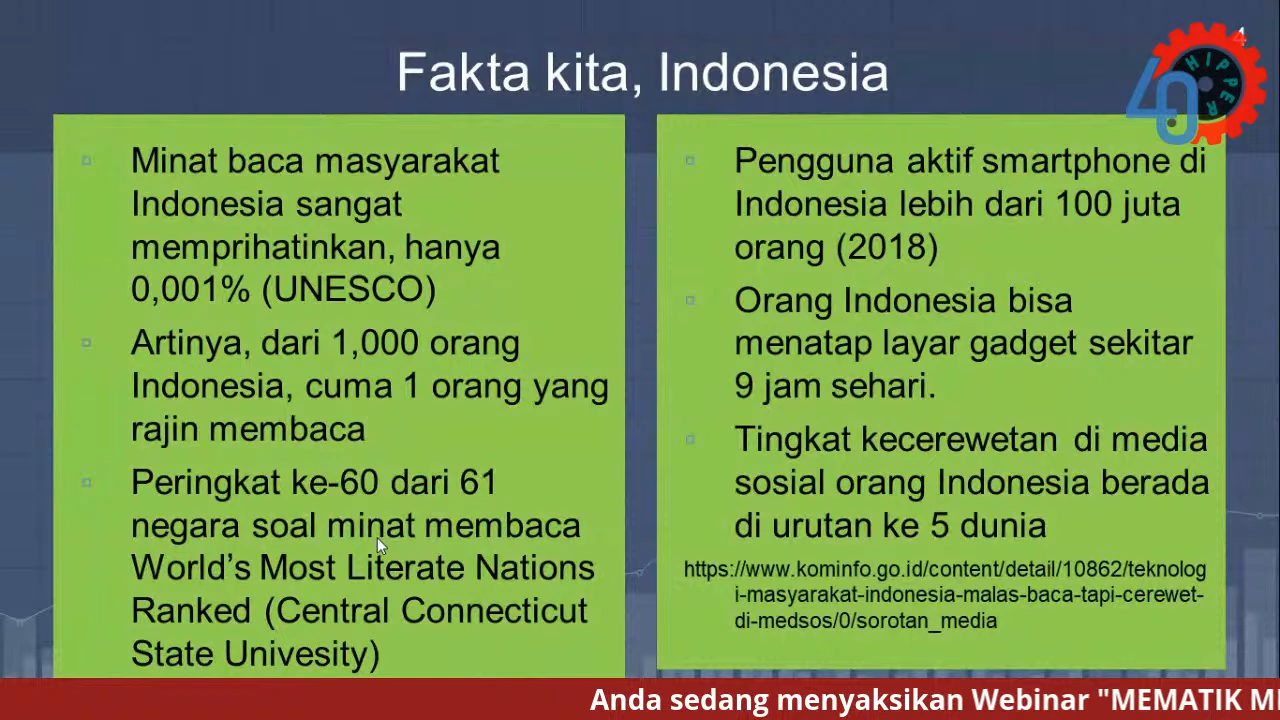 4
Fakta kita, Indonesia
40
HIPPER
Minat baca masyarakat
Indonesia sangat
memprihatinkan, hanya
0,001% (UNESCO)
Artinya, dari 1,000 orang
Indonesia, cuma 1 orang yang
rajin membaca
Peringkat ke-60 dari 61
negara soal minat membaca
World’s Most Literate Nations
Ranked (Central Connecticut
State Univesity)
Pengguna aktif smartphone di
Indonesia lebih dari 100 juta
orang (2018)
Orang Indonesia bisa
menatap layar gadget sekitar
9 jam sehari.
Tingkat kecerewetan di media
sosial orang Indonesia berada
di urutan ke 5 dunia
https://www.kominfo.go.id/content/detail/10862/teknolog
i-masyarakat-indonesia-malas-baca-tapi-cerewet-
di-medsos/0/sorotan_media
Anda sedang menyaksikan Webinar "MEMATIK M